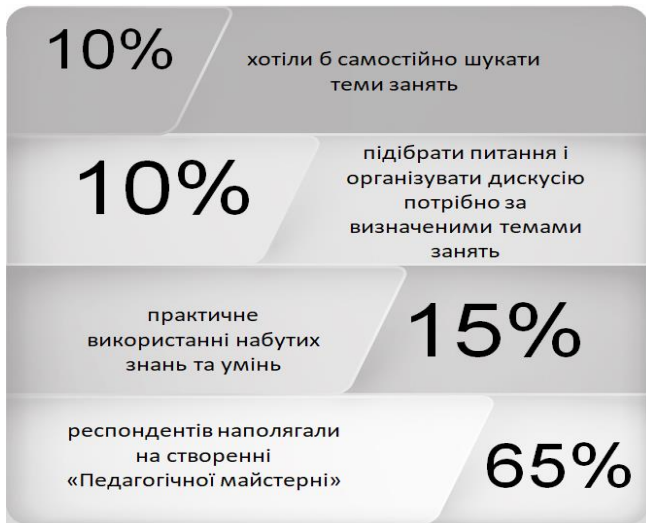 10%
хотіли б самостійно шукати
теми занять
10%
підібрати питання і
організувати дискусію
потрібно за
визначеними темами
занять
практичне
використанні набутих
знань та умінь
15%
респондентів наполягали
на створенні
«Педагогічної майстерні»
65%